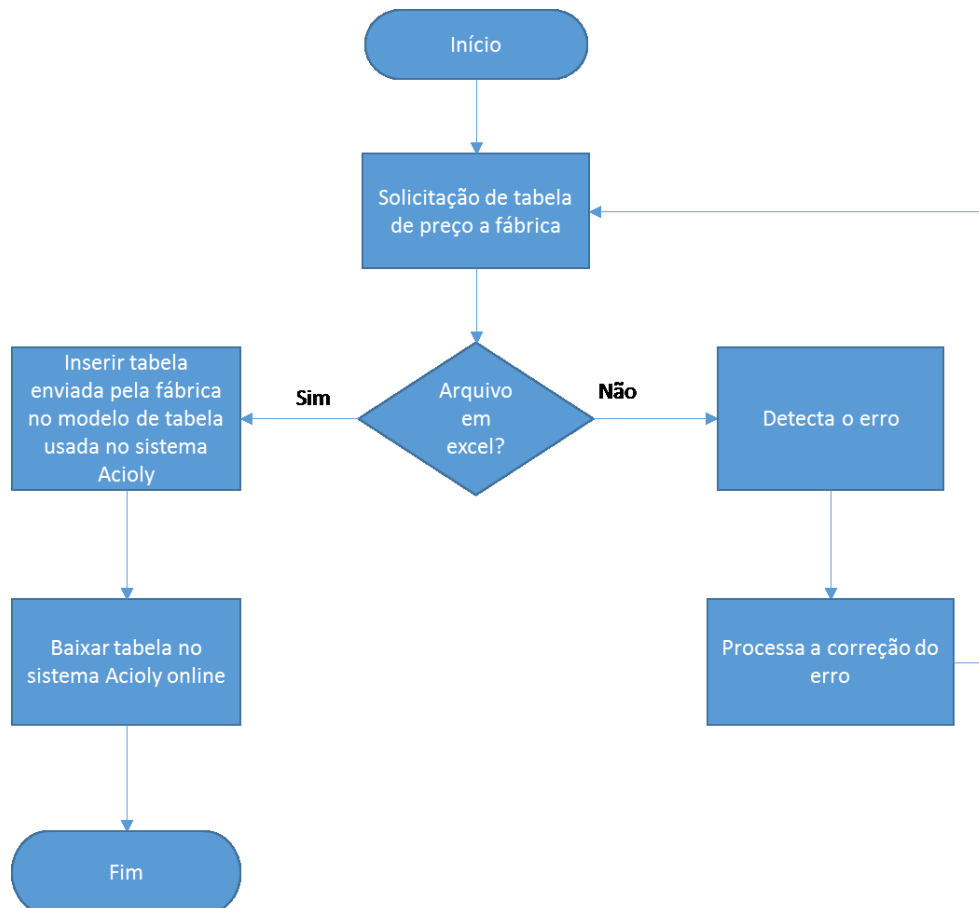 Início
Solicitação de tabela
de preço a fábrica
Inserir tabela
enviada pela fábrica
no modelo de tabela
usada no sistema
Acioly
Sim
Arquivo
em
excel?
Não
Detecta o erro
Baixar tabela no
sistema Acioly online
Processa a correção do
erro
Fim